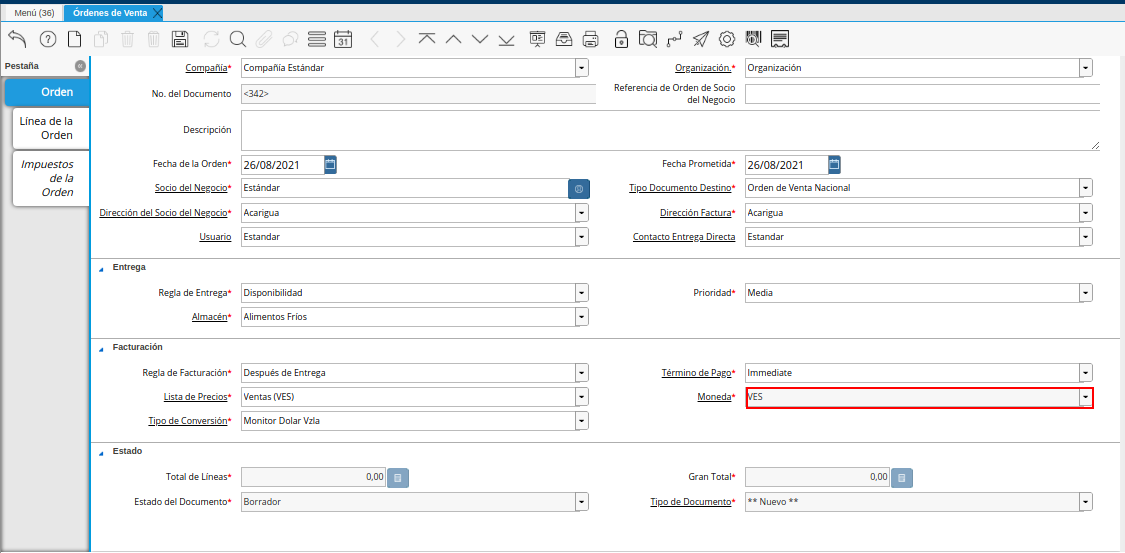 Menú (36) Órdenes de Venta
31
Pestaña
Orden
Línea de la
Orden
Impuestos
de la
Orden
Compañía* Compañía Estándar Organización.* Organización
No. del Documento <342> Referencia de Orden de Socio
del Negocio
Descripción
Fecha de la Orden* 26/08/2021 Fecha Prometida* 26/08/2021
Socio del Negocio* Estándar Tipo Documento Destino* Orden de Venta Nacional
Dirección del Socio del Negocio* Acarigua Dirección Factura* Acarigua
Usuario Estandar Contacto Entrega Directa Estandar
Entrega
Regla de Entrega* Disponibilidad Prioridad* Media
Almacén* Alimentos Fríos
Facturación
Regla de Facturación* Después de Entrega Término de Pago* Immediate
Lista de Precios* Ventas (VES) Moneda* VES
Tipo de Conversión* Monitor Dolar Vzla
Estado
Total de Líneas* 0,00 Gran Total* 0,00
Estado del Documento* Borrador Tipo de Documento* ** Nuevo **